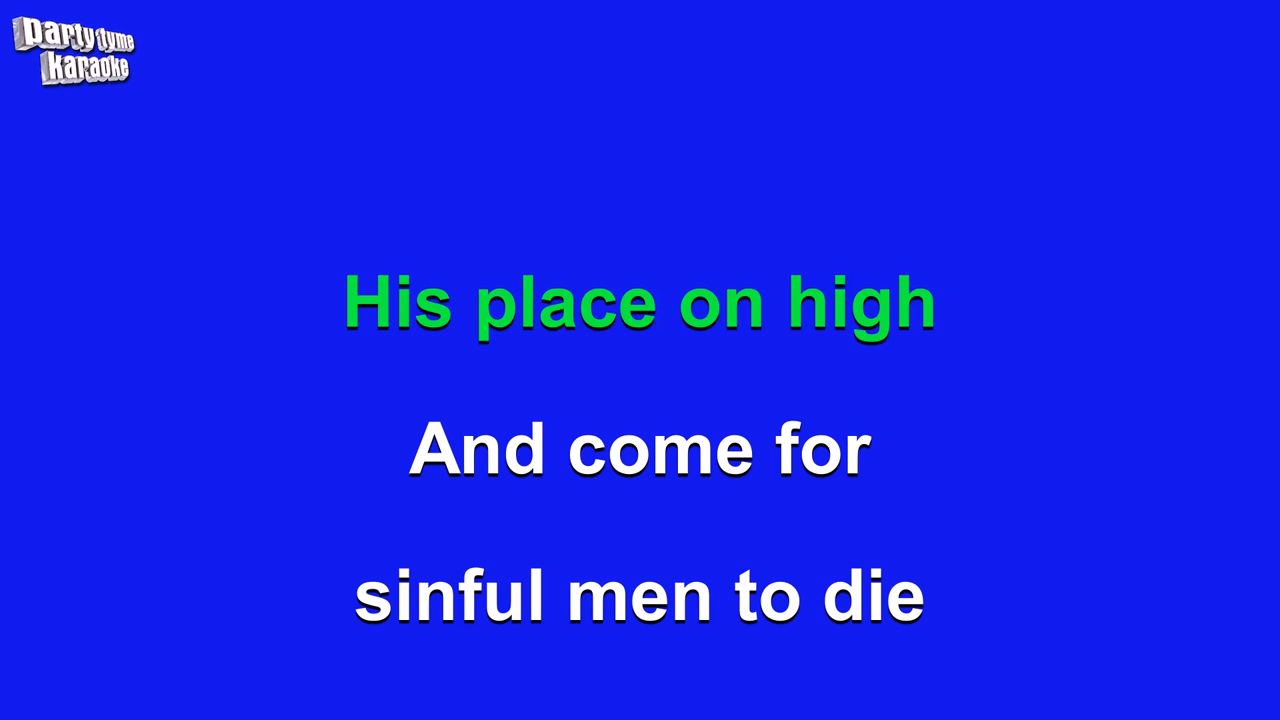 party tyme
karaoke
His place on high
And come for
sinful men to die